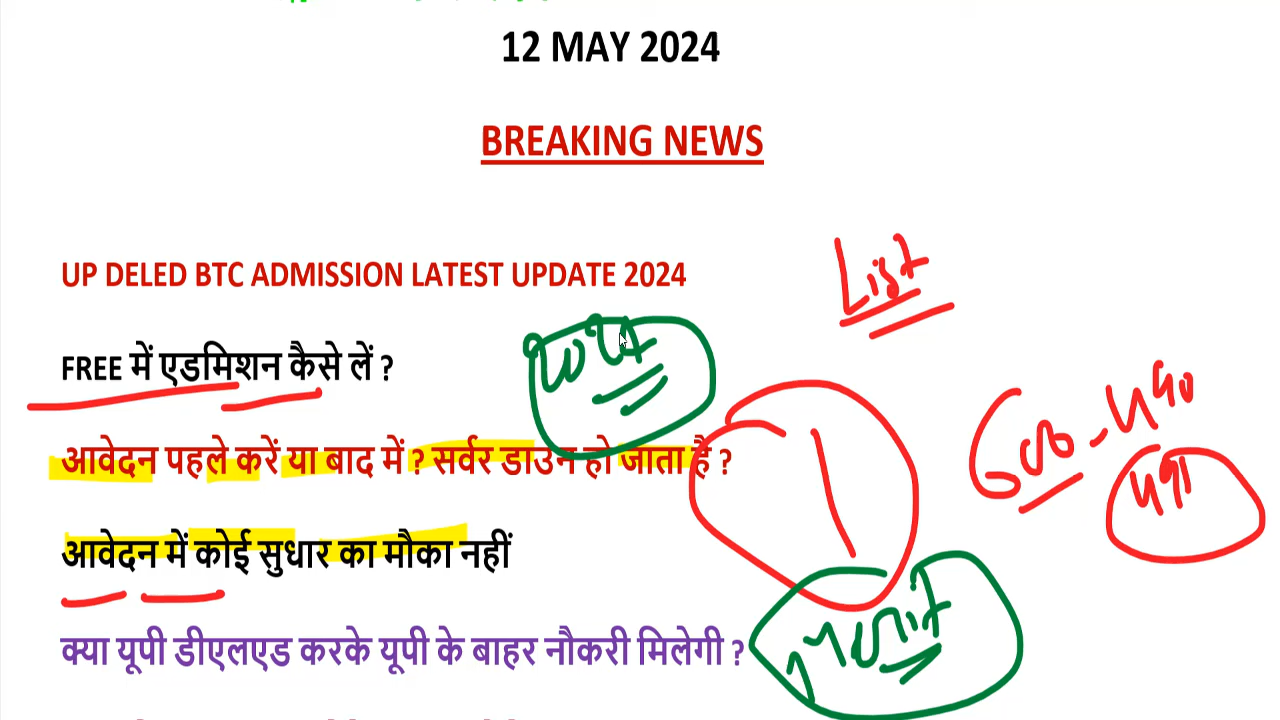 12 MAY 2024
BREAKING NEWS
UP DELED BTC ADMISSION LATEST UPDATE 2024
List
FREE में एडमिशन कैसे लें ?
आवेदन पहले करें या बाद में ? सर्वर डाउन हो जाता है ?
आवेदन में कोई सुधार का मौका नहीं
merit
क्या यूपी डीएलएड करके यूपी के बाहर नौकरी मिलेगी ?